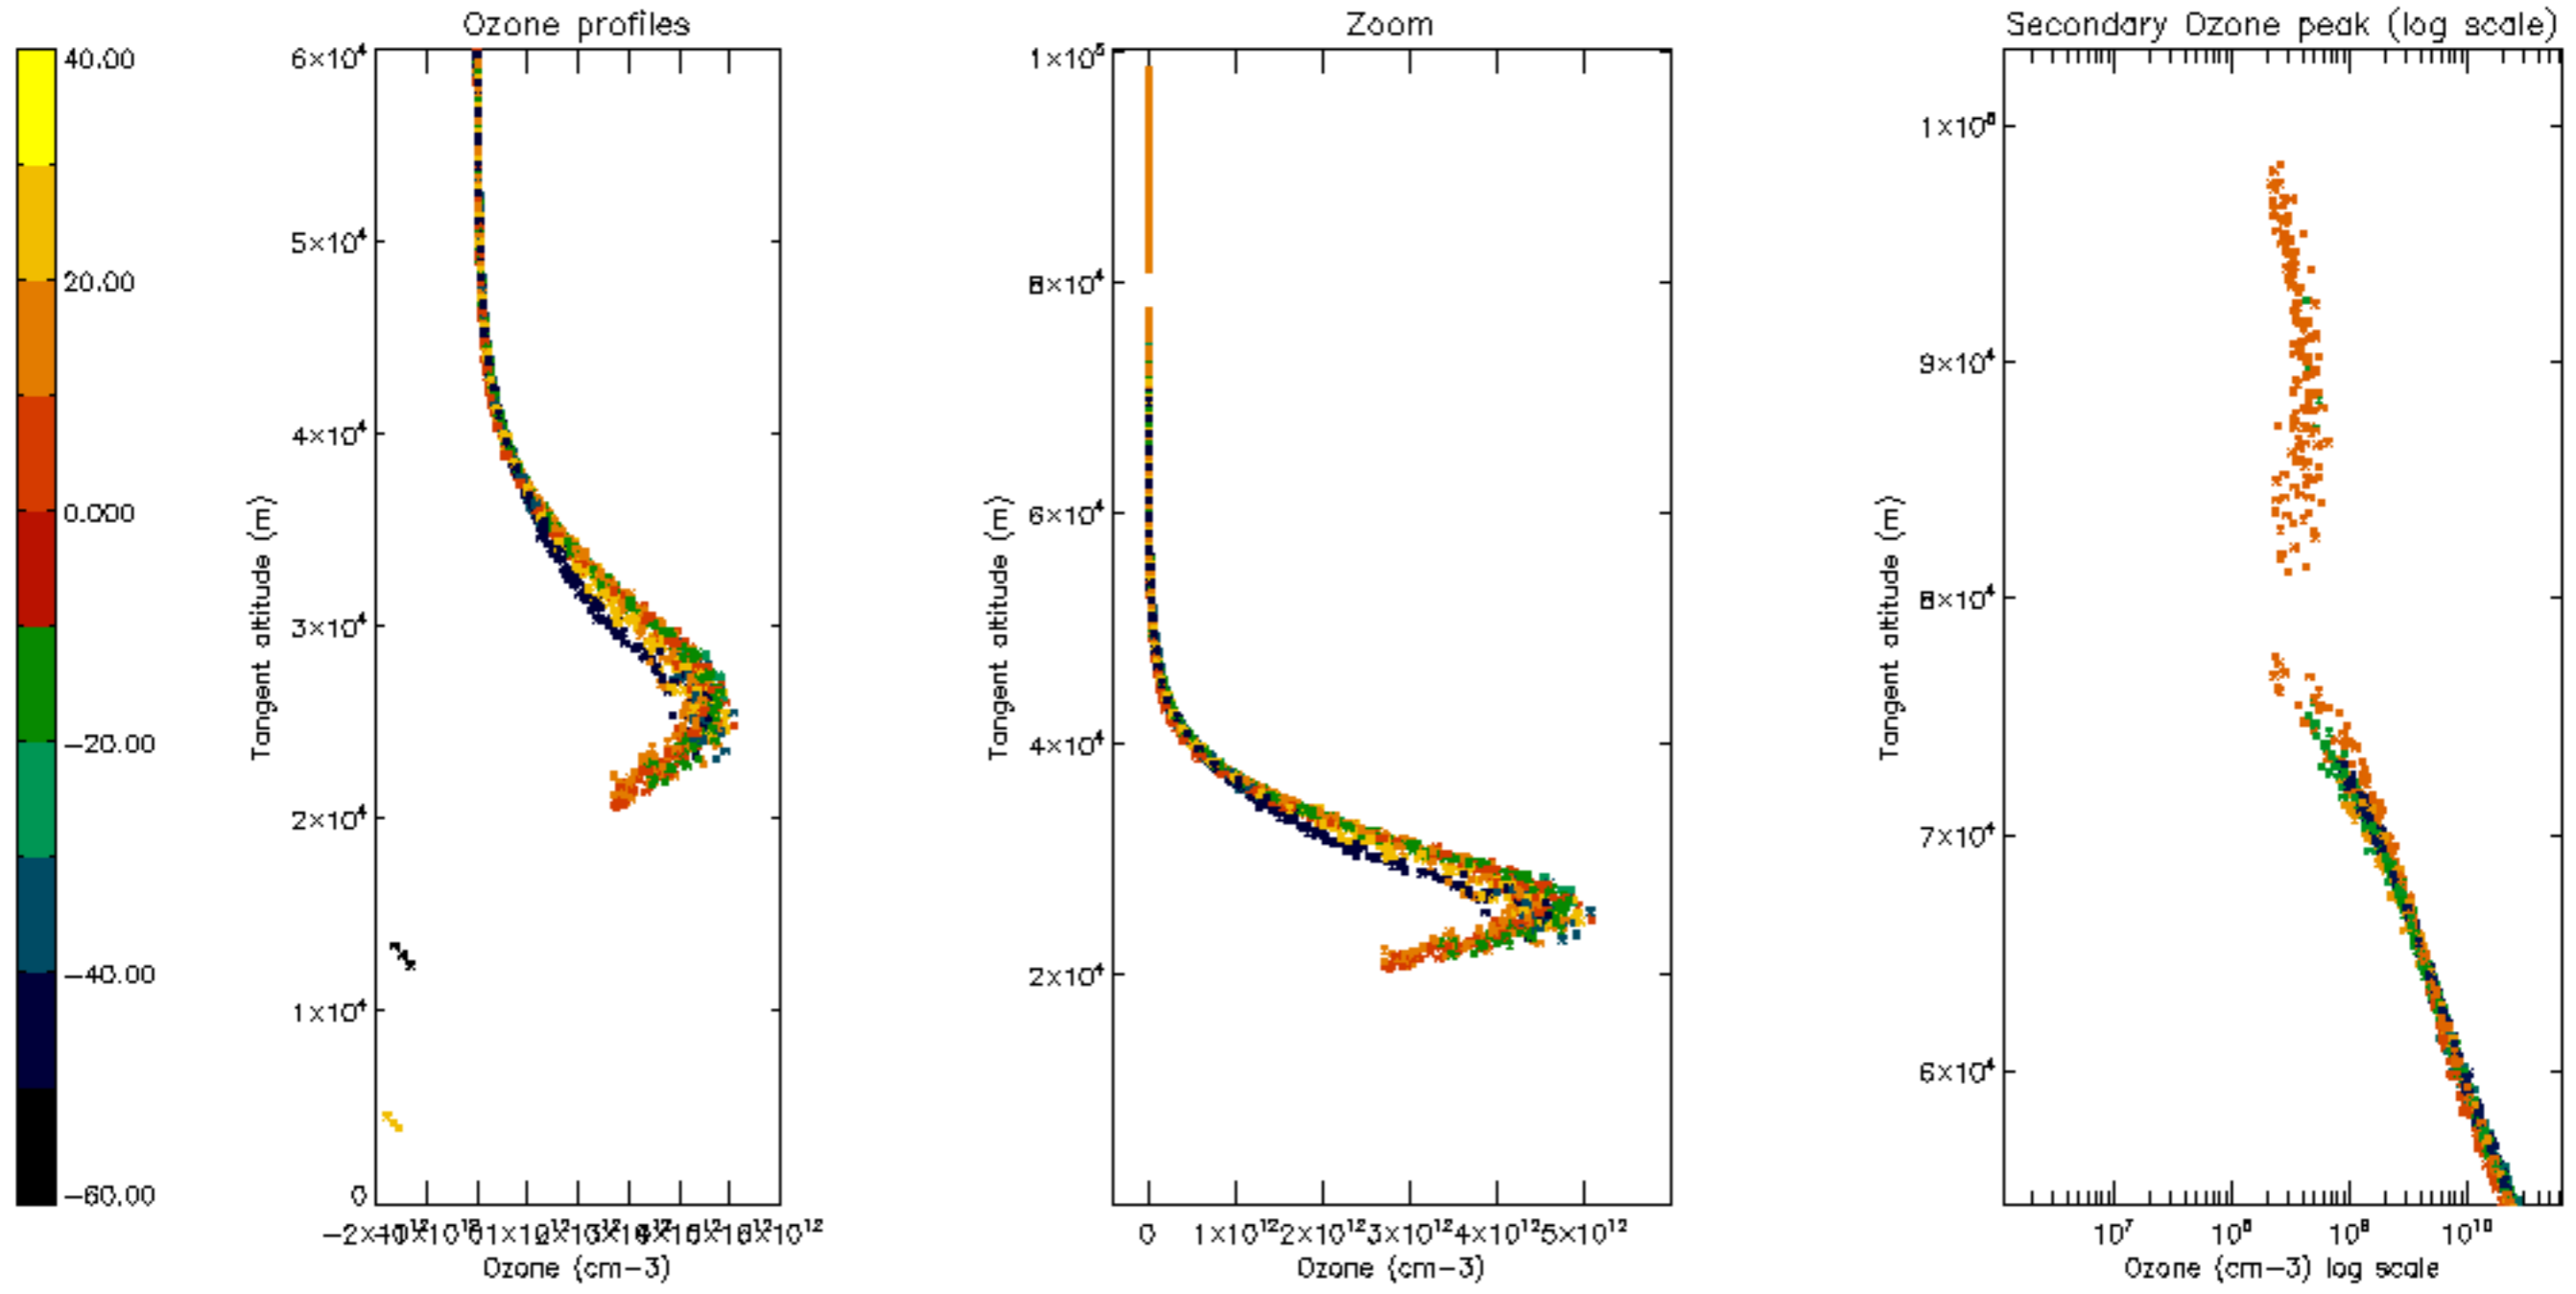 Ozone profiles
Zoom
Secondary Ozone peak (log scale)
40.00
20.00
0.000
−20.00
−40.00
−60.00
6×10⁴
5×10⁴
4×10⁴
3×10⁴
2×10⁴
1×10⁴
0
Tangent altitude (m)
Ozone (cm−3)
1×10⁵
8×10⁴
6×10⁴
4×10⁴
2×10⁴
Tangent altitude (m)
0 1×10¹² 2×10¹² 3×10¹² 4×10¹² 5×10¹²
Ozone (cm−3)
1×10⁵
9×10⁴
8×10⁴
7×10⁴
6×10⁴
Tangent altitude (m)
10⁷ 10⁸ 10⁹ 10¹⁰
Ozone (cm−3) log scale